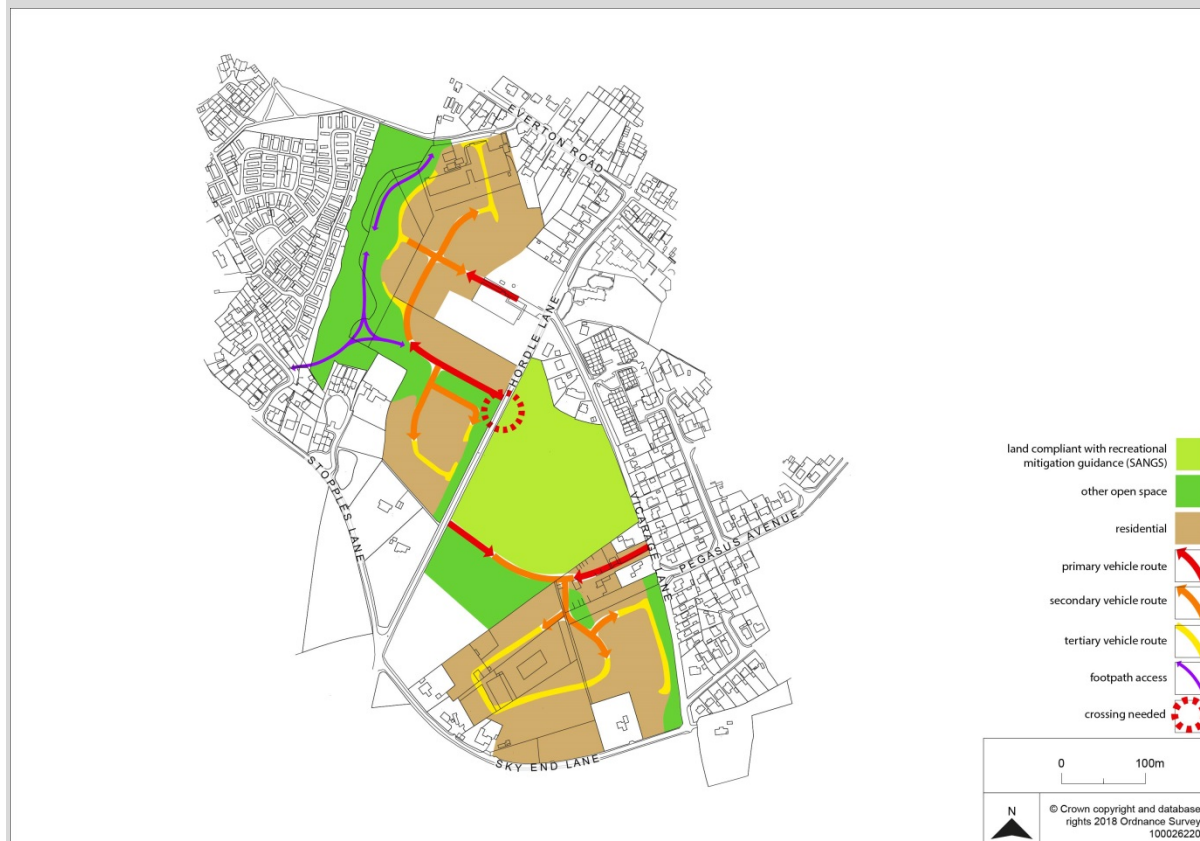 EVERTON ROAD
HORDLE LANE
STOPPLES LANE
VICARAGE LANE
PEGASUS AVENUE
SKY END LANE
land compliant with recreational
mitigation guidance (SANGS)
other open space
residential
primary vehicle route
secondary vehicle route
tertiary vehicle route
footpath access
crossing needed
0 100m
N
© Crown copyright and database
rights 2018 Ordnance Survey
100026220